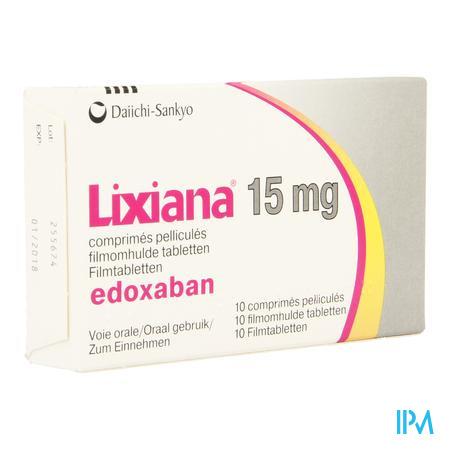 Daiichi-Sankyo
Lixiana® 15 mg
comprimés pelliculés
filmomhulde tabletten
Filmtabletten
edoxaban
10 comprimés pelliculés
10 filmomhulde tabletten
10 Filmtabletten
Voie orale/Oraal gebruik/
Zum Einnehmen
Lot: 255624
EXP: 01/2018
IPM